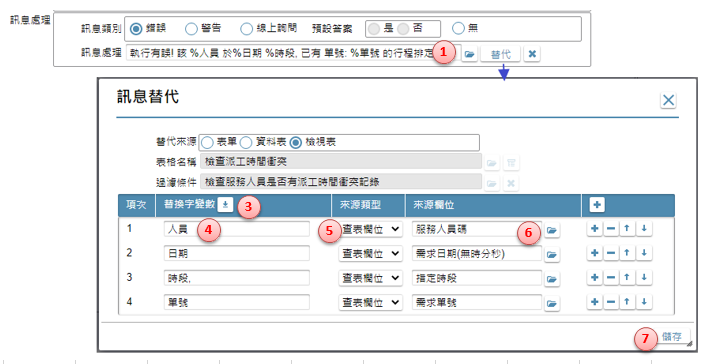 訊息處理
訊息類別 錯誤 警告 線上詢問 預設答案 是 否 無
訊息處理 執行有誤! 該 %人員 於%日期 %時段, 已有 單號: %單號 的行程排定 1 替代
訊息替代
替代來源 表單 資料表 檢視表
表格名稱 檢查派工時間衝突
過濾條件 檢查服務人員是否有派工時間衝突記錄
項次 替換字變數 3 來源類型 來源欄位
1 人員 4 5 查表欄位 服務人員碼 6
2 日期 查表欄位 需求日期(無時分秒)
3 時段, 查表欄位 指定時段
4 單號 查表欄位 需求單號
7 儲存